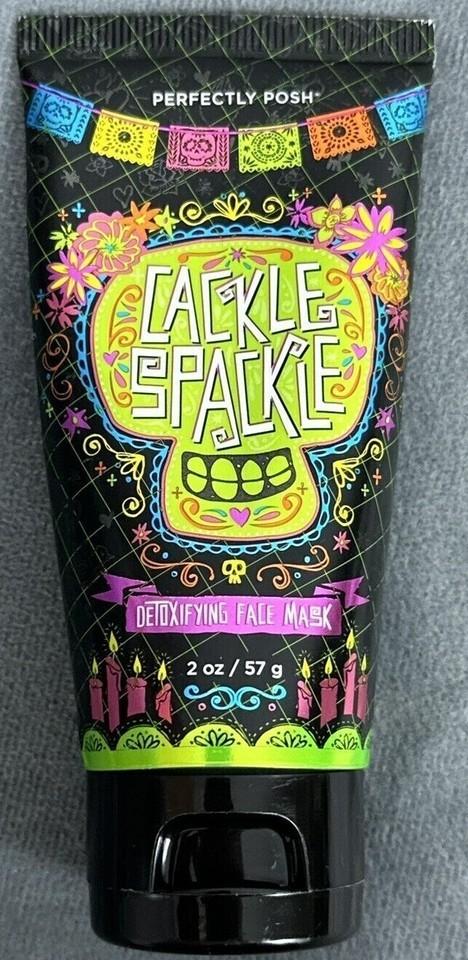 PERFECTLY POSH®
CACKLE
SPACKLE
DETOXIFYING FACE MASK
2 oz / 57 g